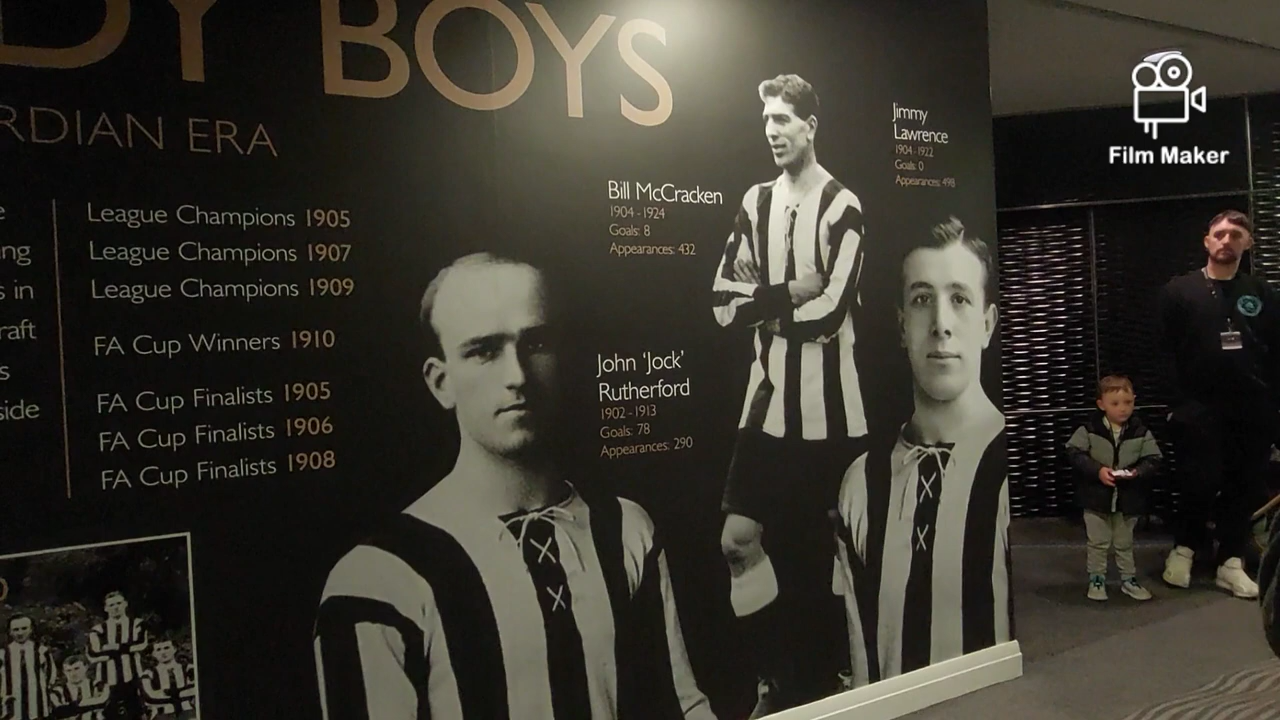 DY BOYS
RDIAN ERA
ng
s in
raft
s
side
League Champions 1905
League Champions 1907
League Champions 1909
FA Cup Winners 1910
FA Cup Finalists 1905
FA Cup Finalists 1906
FA Cup Finalists 1908
Bill McCracken
1904 - 1924
Goals: 8
Appearances: 432
John ‘Jock’
Rutherford
1902 - 1913
Goals: 78
Appearances: 290
Jimmy
Lawrence
1904 - 1922
Goals: 0
Appearances: 498
Film Maker